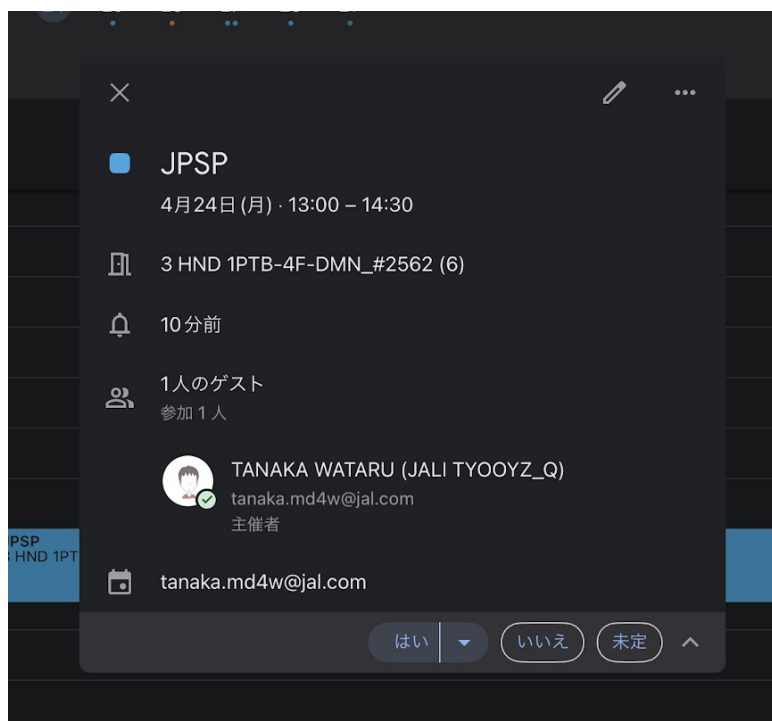 JPSP
4月24日 (月) · 13:00 – 14:30
3 HND 1PTB-4F-DMN_#2562 (6)
10分前
1人のゲスト
参加 1 人
TANAKA WATARU (JALI TYOOYZ_Q)
tanaka.md4w@jal.com
主催者
PSP
HND 1PT
tanaka.md4w@jal.com
はい
いいえ
未定